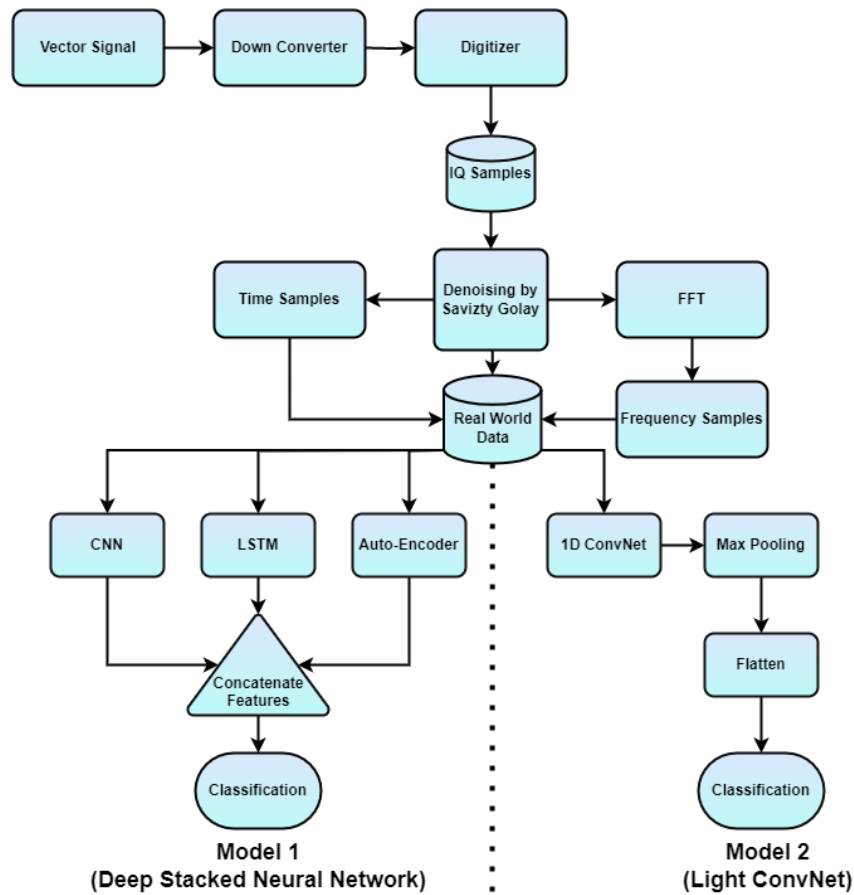 Vector Signal
Down Converter
Digitizer
IQ Samples
Time Samples
Denoising by
Savizty Golay
FFT
Real World
Data
Frequency Samples
CNN
LSTM
Auto-Encoder
1D ConvNet
Max Pooling
Concatenate
Features
Flatten
Classification
Classification
Model 1
(Deep Stacked Neural Network)
Model 2
(Light ConvNet)